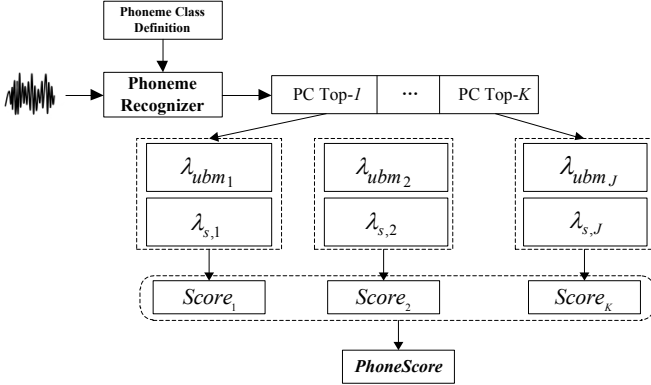 Phoneme Class
Definition
Phoneme
Recognizer
PC Top-1 ... PC Top-K
λubm1 λubm2 λubmJ
λs,1 λs,2 λs,J
Score1 Score2 ScoreK
PhoneScore